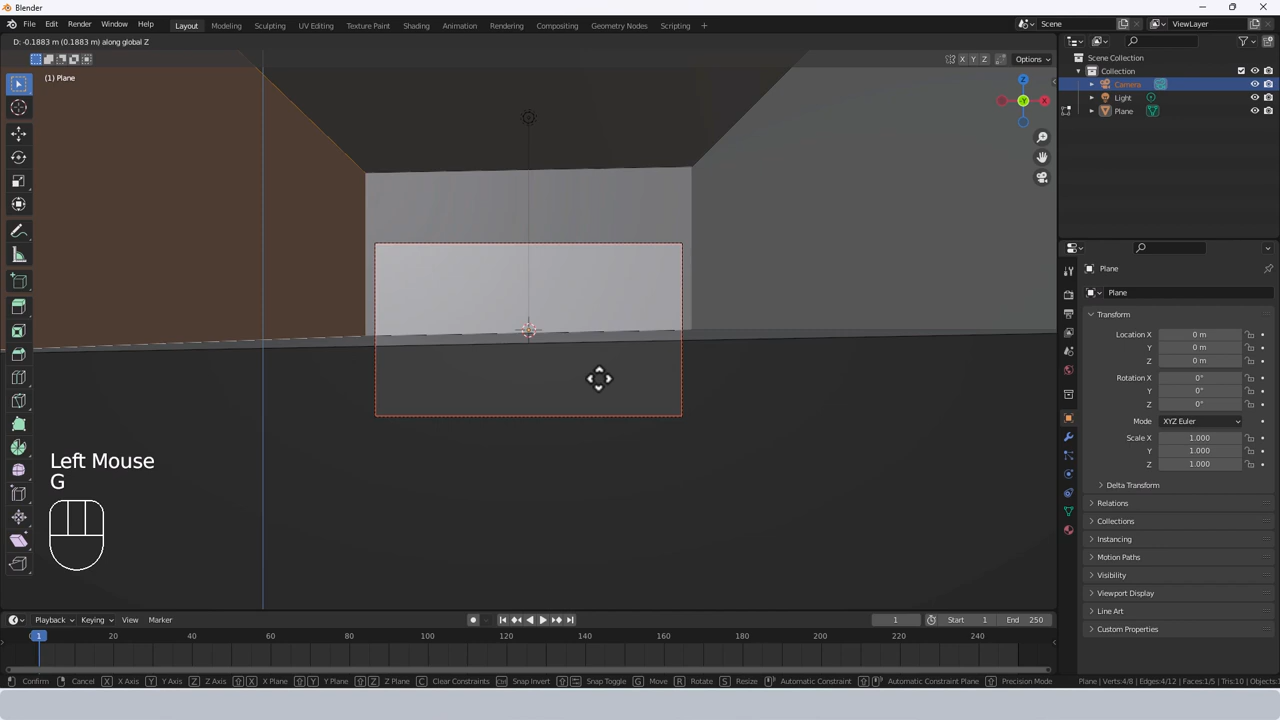 Blender
File Edit Render Window Help Layout Modeling Sculpting UV Editing Texture Paint Shading Animation Rendering Compositing Geometry Nodes Scripting + Scene ViewLayer
D: -0.1883 m (0.1883 m) along global Z
X Y Z Options
(1) Plane
Z
Y X
Scene Collection
Collection
Camera
Light
Plane
Plane
Plane
Transform
Location X 0 m
Y 0 m
Z 0 m
Rotation X 0°
Y 0°
Z 0°
Mode XYZ Euler
Scale X 1.000
Y 1.000
Z 1.000
Delta Transform
Relations
Collections
Instancing
Motion Paths
Visibility
Viewport Display
Line Art
Custom Properties
Left Mouse
G
Playback Keying View Marker 1 Start 1 End 250
1 20 40 60 80 100 120 140 160 180 200 220 240
Confirm Cancel X X Axis Y Y Axis Z Z Axis X X Plane Y Y Plane Z Z Plane C Clear Constraints Snap Invert Snap Toggle G Move R Rotate S Resize Automatic Constraint Automatic Constraint Plane Precision Mode Plane | Verts:4/8 | Edges:4/12 | Faces:1/5 | Tris:10 | Objects:1